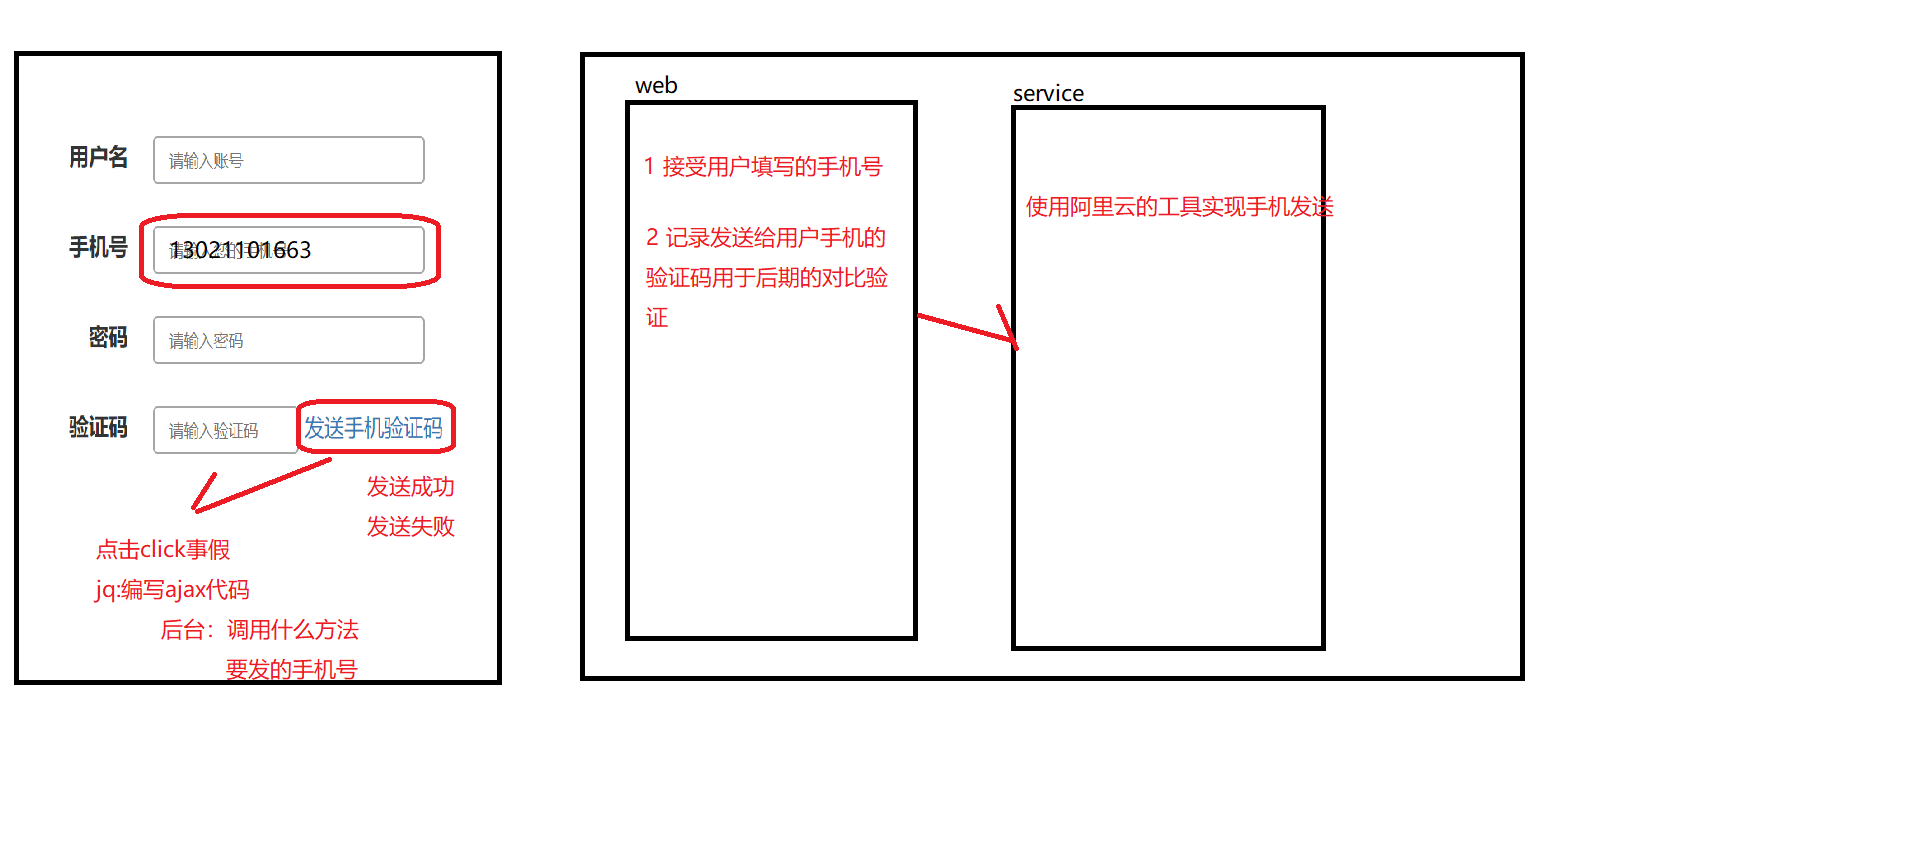 用户名
请输入账号
手机号
13021101663
密码
请输入密码
验证码
请输入验证码
发送手机验证码
发送成功
发送失败
点击click事假
jq:编写ajax代码
后台：调用什么方法
要发的手机号
web
1 接受用户填写的手机号
2 记录发送给用户手机的
验证码用于后期的对比验
证
service
使用阿里云的工具实现手机发送